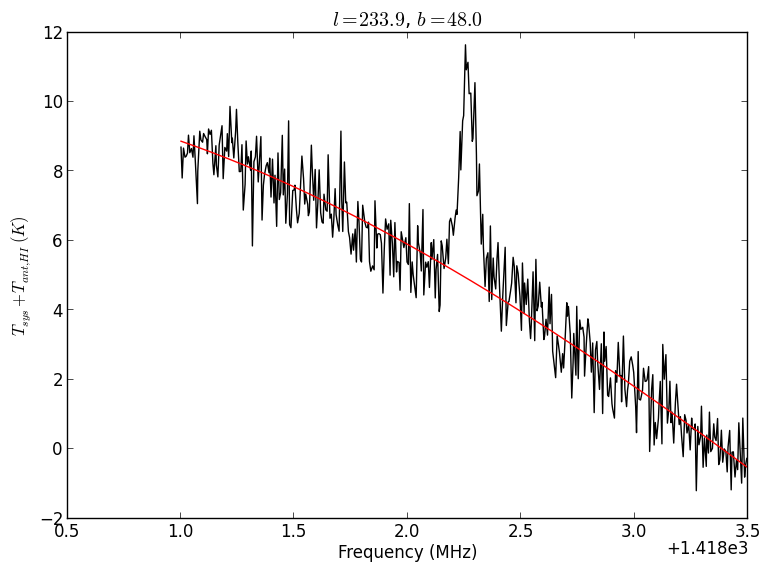 l = 233.9, b = 48.0
12
10
8
6
4
2
0
−2
T_sys + T_ant,HI (K)
0.5 1.0 1.5 2.0 2.5 3.0 3.5
Frequency (MHz)
+1.418e3